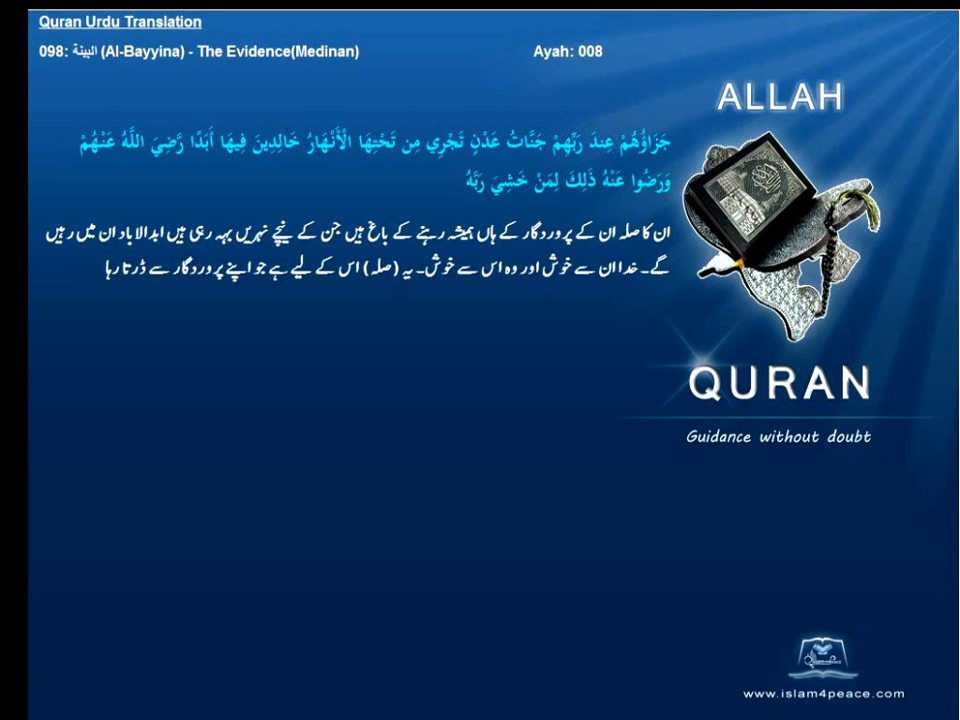 Quran Urdu Translation
098: البينة (Al-Bayyina) - The Evidence(Medinan)
Ayah: 008
ALLAH
جَزَاؤُهُمْ عِندَ رَبِّهِمْ جَنَّاتُ عَدْنٍ تَجْرِي مِن تَحْتِهَا الْأَنْهَارُ خَالِدِينَ فِيهَا أَبَدًا رَّضِيَ اللَّهُ عَنْهُمْ
وَرَضُوا عَنْهُ ذَلِكَ لِمَنْ خَشِيَ رَبَّهُ
ان کا صلہ ان کے پروردگار کے ہاں ہمیشہ رہنے کے باغ ہیں جن کے نیچے نہریں بہہ رہی ہیں ابدالاباد ان میں رہیں
گے۔ خدا ان سے خوش اور وہ اس سے خوش۔ یہ (صلہ) اس کے لیے ہے جو اپنے پروردگار سے ڈرتا رہا
QURAN
Guidance without doubt
www.islam4peace.com